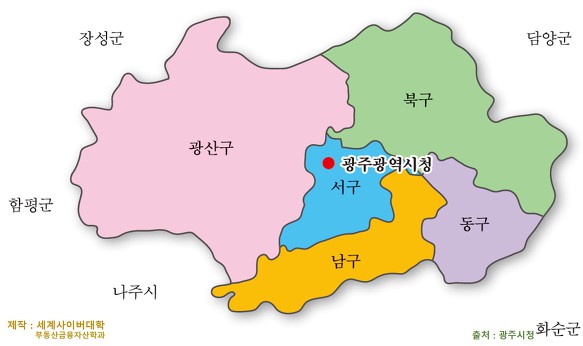 장성군
담양군
북구
광산구
광주광역시청
서구
함평군
동구
남구
나주시
제작 : 세계사이버대학
부동산금융자산학과
출처 : 광주시청
화순군